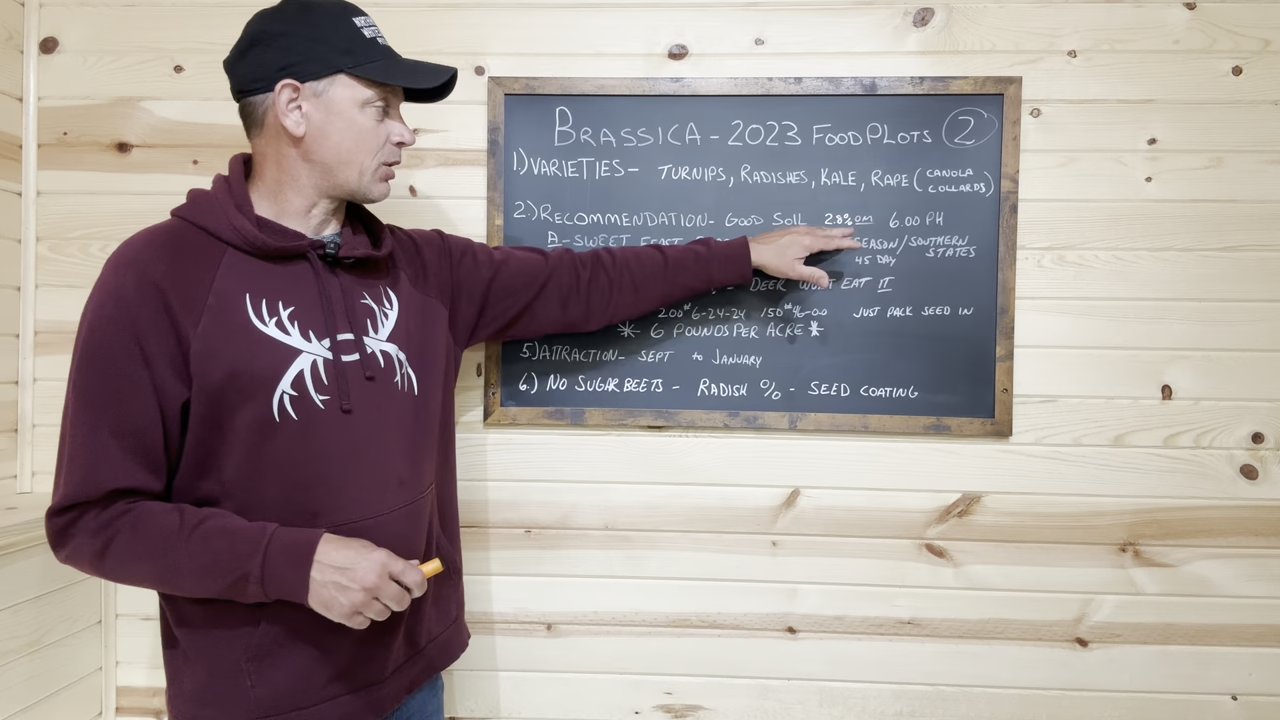 BRASSICA - 2023 FOOD PLOTS 2
1.) VARIETIES - TURNIPS, RADISHES, KALE, RAPE (CANOLA
COLLARDS)
2.) RECOMMENDATION - GOOD SOIL 2.8% OM 6.00 PH
A - SWEET FEAST SEASON/SOUTHERN
STATES
45 DAY
DEER WON'T EAT IT
200# 6-24-24 150# 46-0-0 JUST PACK SEED IN
* 6 POUNDS PER ACRE *
5.) ATTRACTION - SEPT to JANUARY
6.) NO SUGARBEETS - RADISH % - SEED COATING